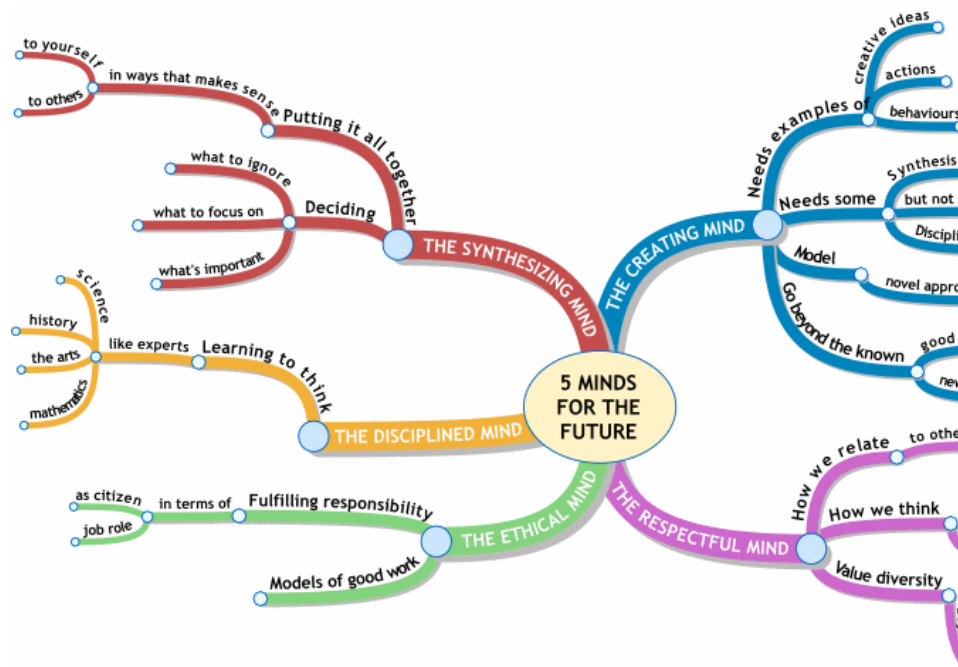 5 MINDS
FOR THE
FUTURE
THE CREATING MIND
Needs examples of
creative ideas
actions
behaviours
Needs some
Synthesis
but not
Model
Go beyond the known
good
THE RESPECTFUL MIND
How we relate
How we think
Value diversity
THE ETHICAL MIND
Fulfilling responsibility
in terms of
as citizen
job role
Models of good work
THE DISCIPLINED MIND
Learning to think
like experts
science
history
the arts
mathematics
THE SYNTHESIZING MIND
Putting it all together
in ways that makes sense
to yourself
to others
Deciding
what to ignore
what to focus on
what's important